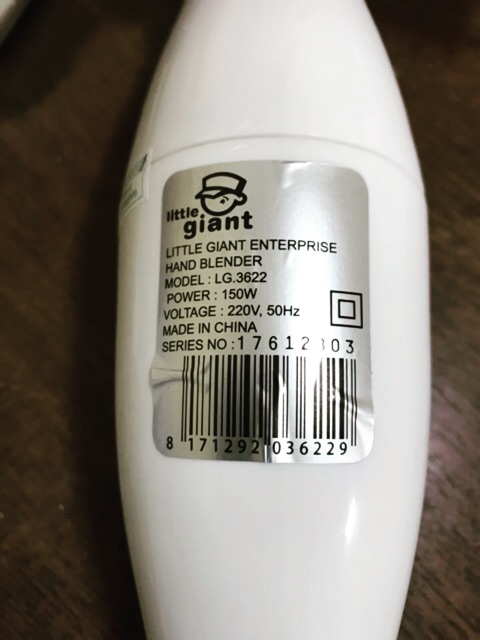 little
giant
LITTLE GIANT ENTERPRISE
HAND BLENDER
MODEL : LG.3622
POWER : 150W
VOLTAGE : 220V, 50Hz
MADE IN CHINA
SERIES NO :
8 171292 036229